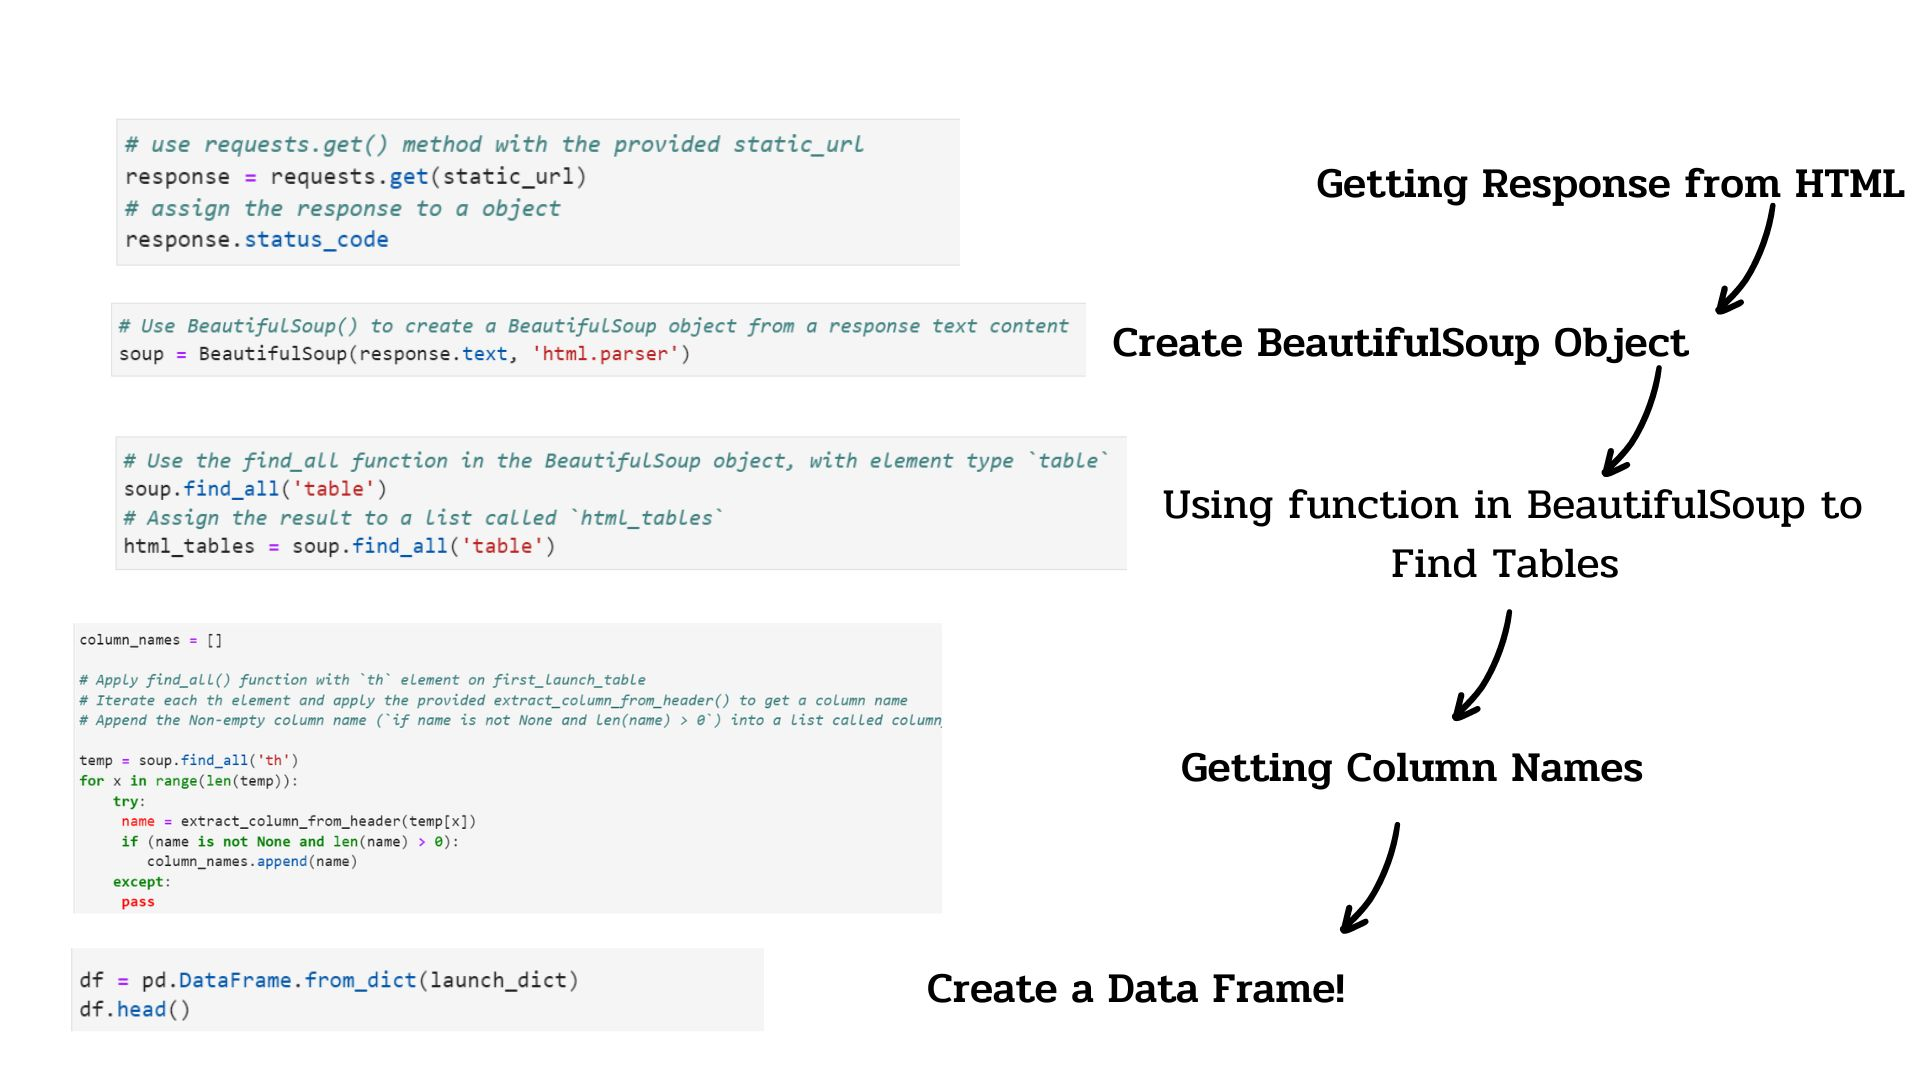 # use requests.get() method with the provided static_url
response = requests.get(static_url)
# assign the response to a object
response.status_code
Getting Response from HTML
# Use BeautifulSoup() to create a BeautifulSoup object from a response text content
soup = BeautifulSoup(response.text, 'html.parser')
Create BeautifulSoup Object
# Use the find_all function in the BeautifulSoup object, with element type `table`
soup.find_all('table')
# Assign the result to a list called `html_tables`
html_tables = soup.find_all('table')
Using function in BeautifulSoup to
Find Tables
column_names = []
# Apply find_all() function with `th` element on first_launch_table
# Iterate each th element and apply the provided extract_column_from_header() to get a column name
# Append the Non-empty column name (`if name is not None and len(name) > 0`) into a list called column_
temp = soup.find_all('th')
for x in range(len(temp)):
    try:
     name = extract_column_from_header(temp[x])
     if (name is not None and len(name) > 0):
        column_names.append(name)
    except:
     pass
Getting Column Names
df = pd.DataFrame.from_dict(launch_dict)
df.head()
Create a Data Frame!